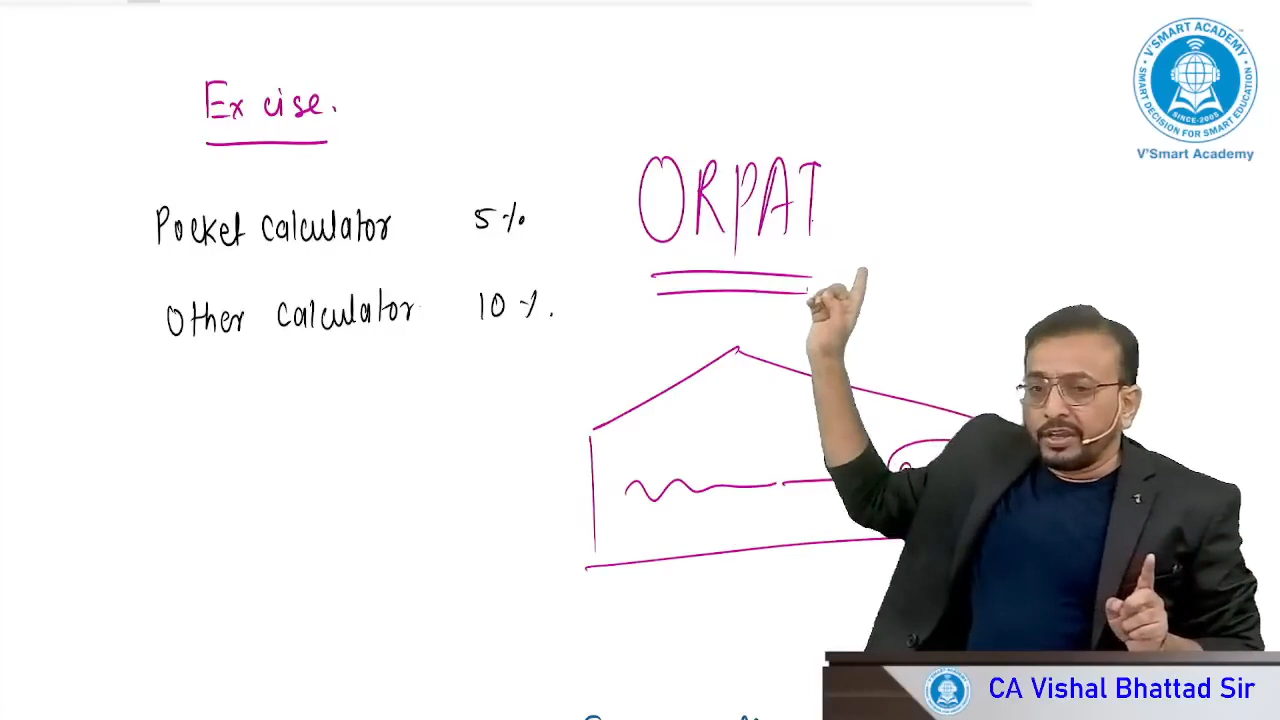 Excise.
Pocket Calculator 5%
Other Calculator 10%.
ORPAT
V'SMART ACADEMY
SMART DECISION FOR SMART EDUCATION
SINCE-2005
V'Smart Academy
CA Vishal Bhattad Sir